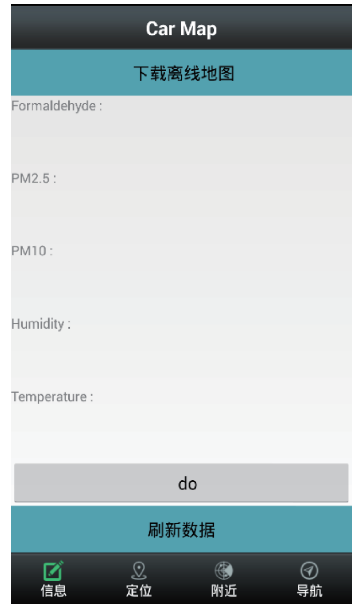 Car Map
下载离线地图
Formaldehyde :
PM2.5 :
PM10 :
Humidity :
Temperature :
do
刷新数据
信息 定位 附近 导航